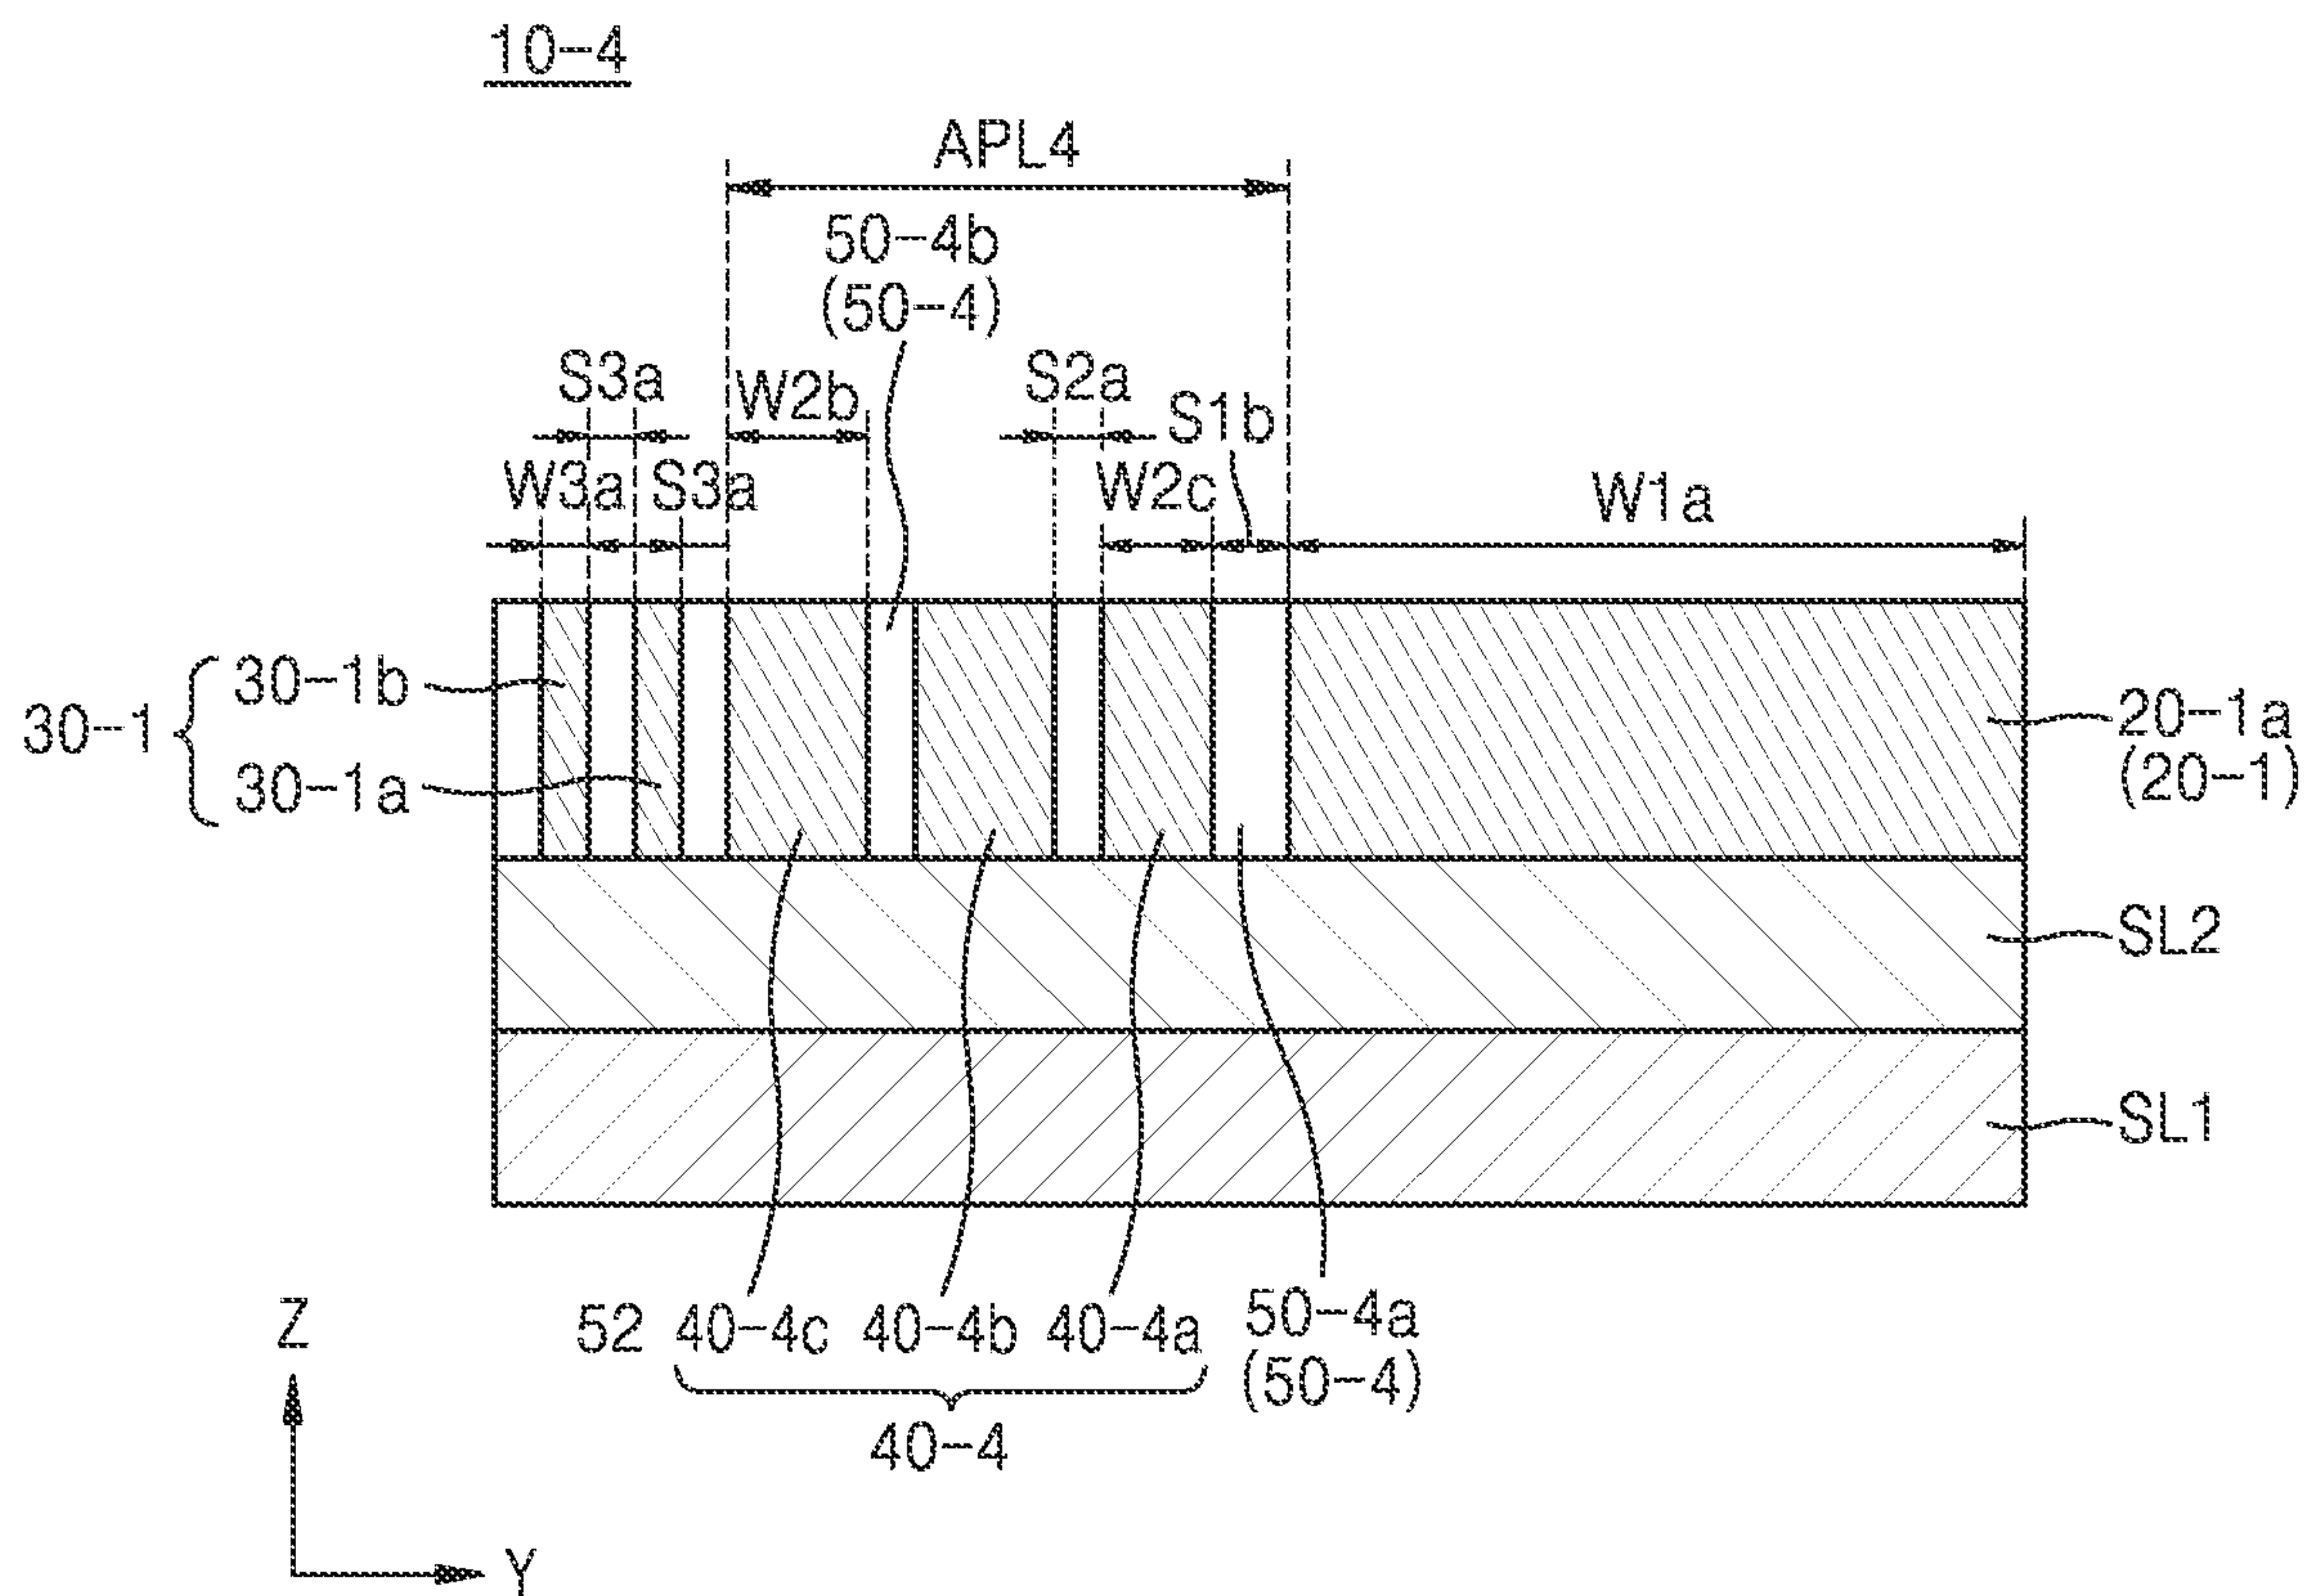 10-4
APL4
50-4b
(50-4)
S3a
W2b
S2a
S1b
W3a
S3a
W2c
W1a
30-1
30-1b
30-1a
20-1a
(20-1)
SL2
SL1
52
40-4c
40-4b
40-4a
50-4a
(50-4)
40-4
Z
Y